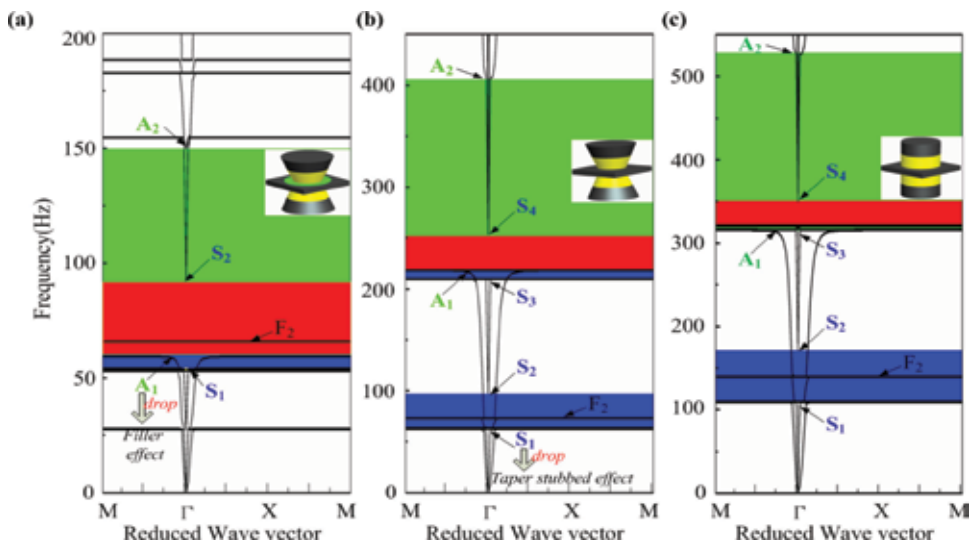 (a)
(b)
(c)
Frequency(Hz)
200
150
100
50
0
A₂
S₂
F₂
A₁
S₁
drop
Filler
effect
M Γ X M
Reduced Wave vector
400
300
200
100
0
A₂
S₄
A₁
S₃
S₂
F₂
S₁
drop
Taper stubbed effect
M Γ X M
Reduced Wave vector
500
400
300
200
100
0
A₂
S₄
A₁
S₃
S₂
F₂
S₁
M Γ X M
Reduced Wave vector